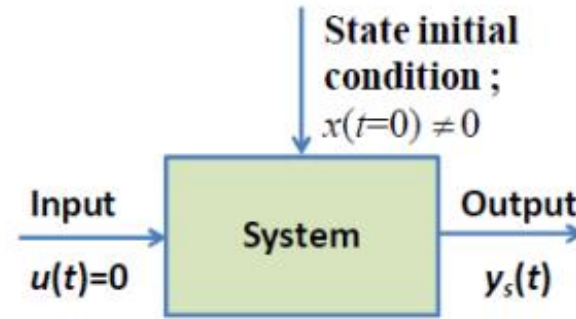 State initial
condition ;
x(t=0) ≠ 0
Input
Output
System
u(t)=0
yₛ(t)